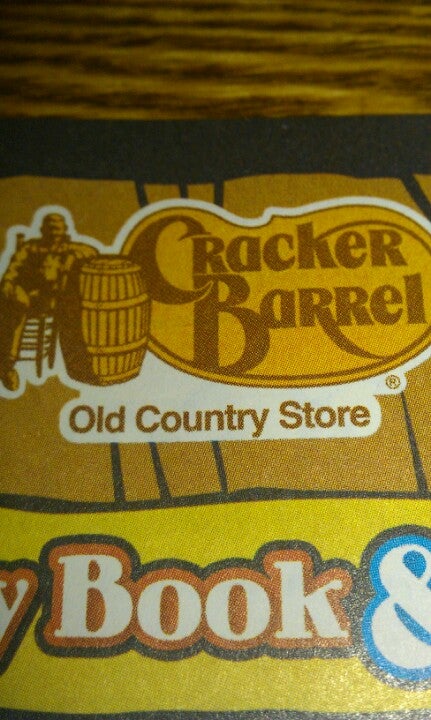 Cracker
Barrel
®
Old Country Store
y Book &